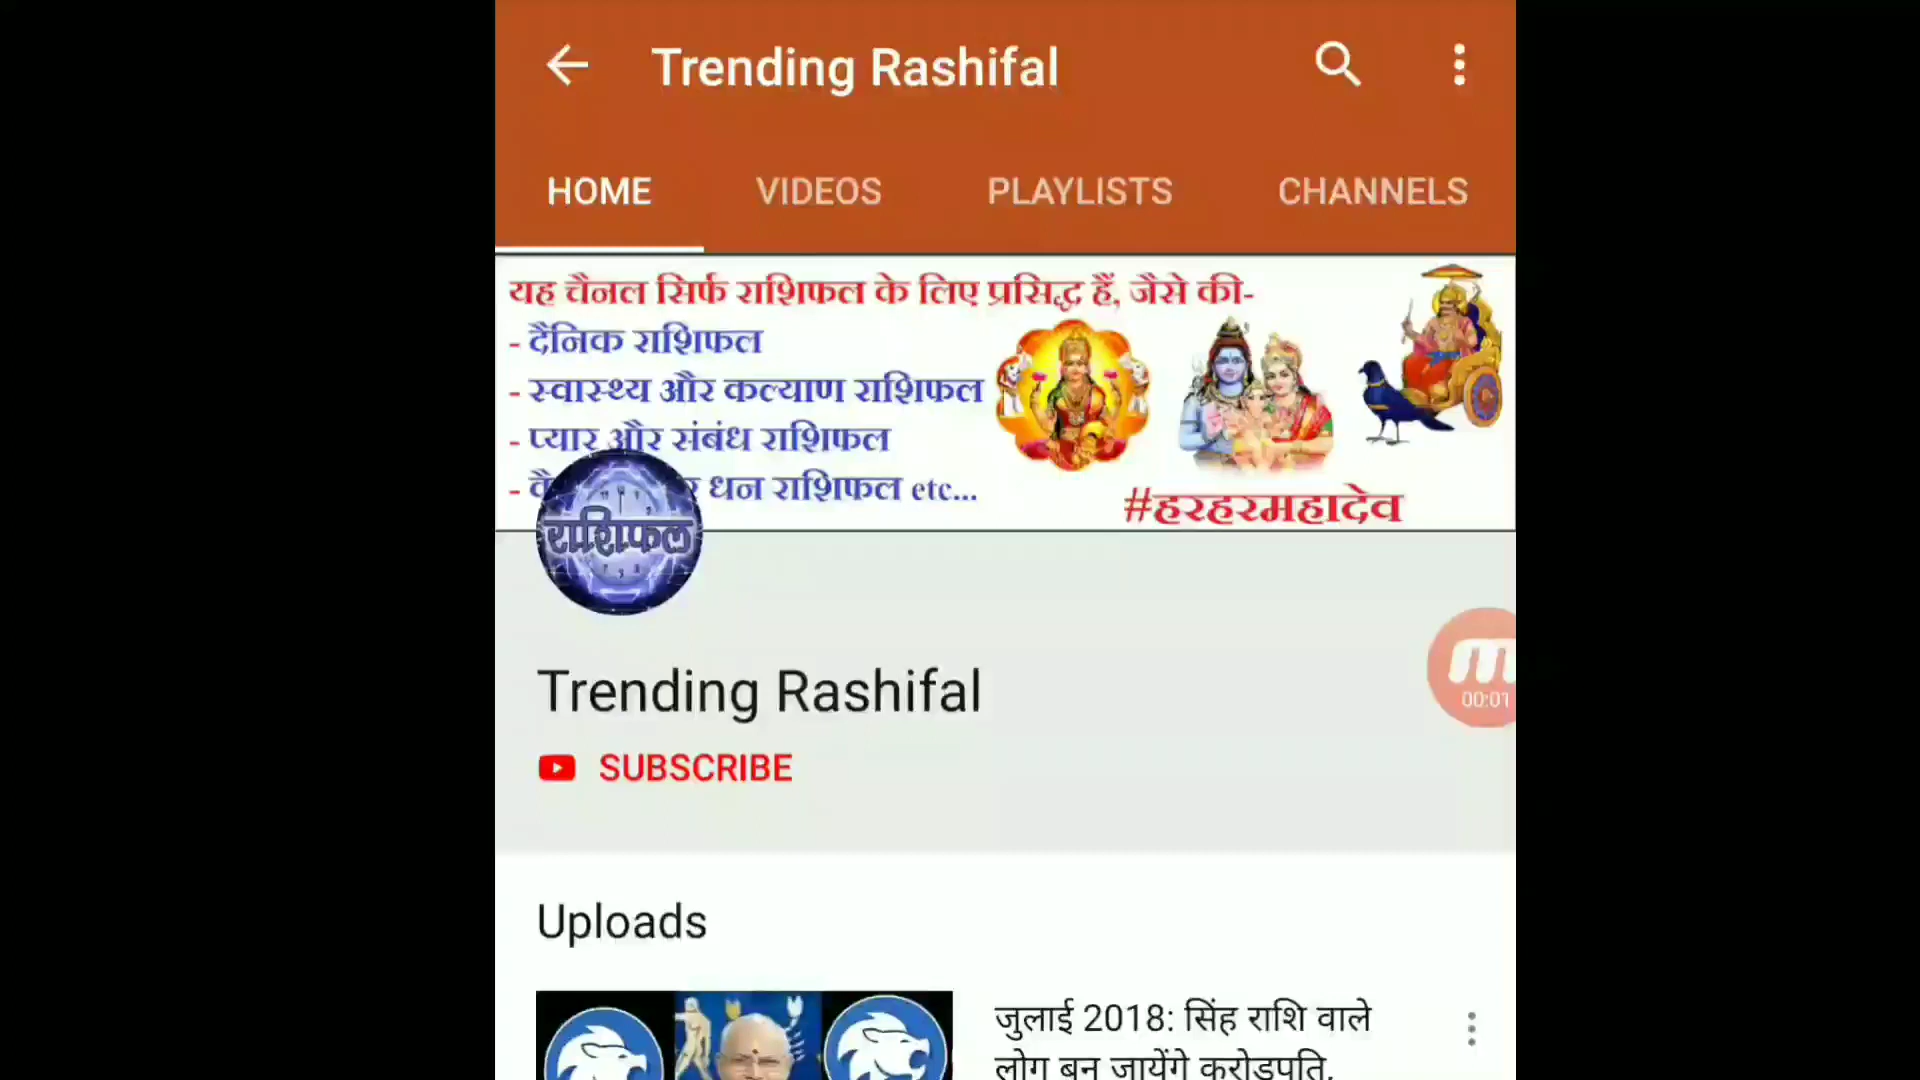 Trending Rashifal
HOME VIDEOS PLAYLISTS CHANNELS
यह चैनल सिर्फ राशिफल के लिए प्रसिद्ध हैं, जैसे की-
- दैनिक राशिफल
- स्वास्थ्य और कल्याण राशिफल
- प्यार और संबंध राशिफल
- धन राशिफल etc...
#हरहरमहादेव
राशिफल
Trending Rashifal
00:01
SUBSCRIBE
Uploads
जुलाई 2018: सिंह राशि वाले
लोग बन जायेंगे करोड़पति,